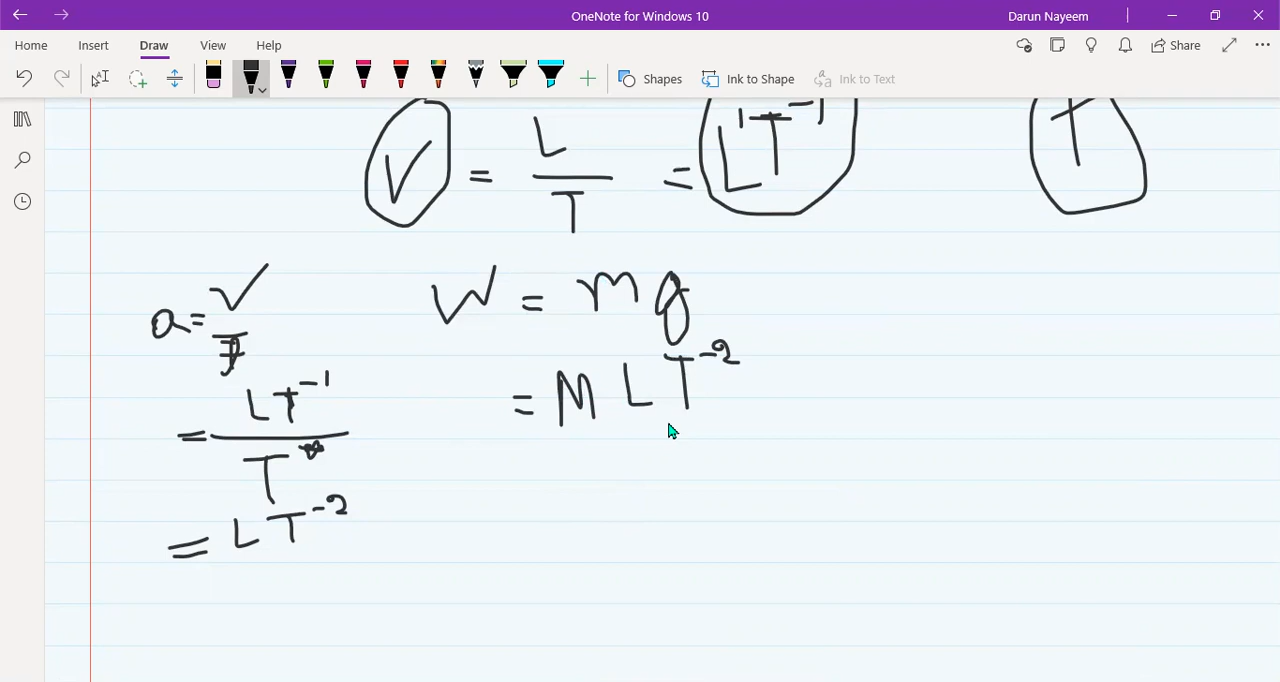 OneNote for Windows 10
Darun Nayeem
Home Insert Draw View Help
Share
Shapes Ink to Shape Ink to Text
V = L/T = L¹T⁻¹
T
a = V/T
= LT⁻¹/T
= LT⁻²
W = mg
= MLT⁻²